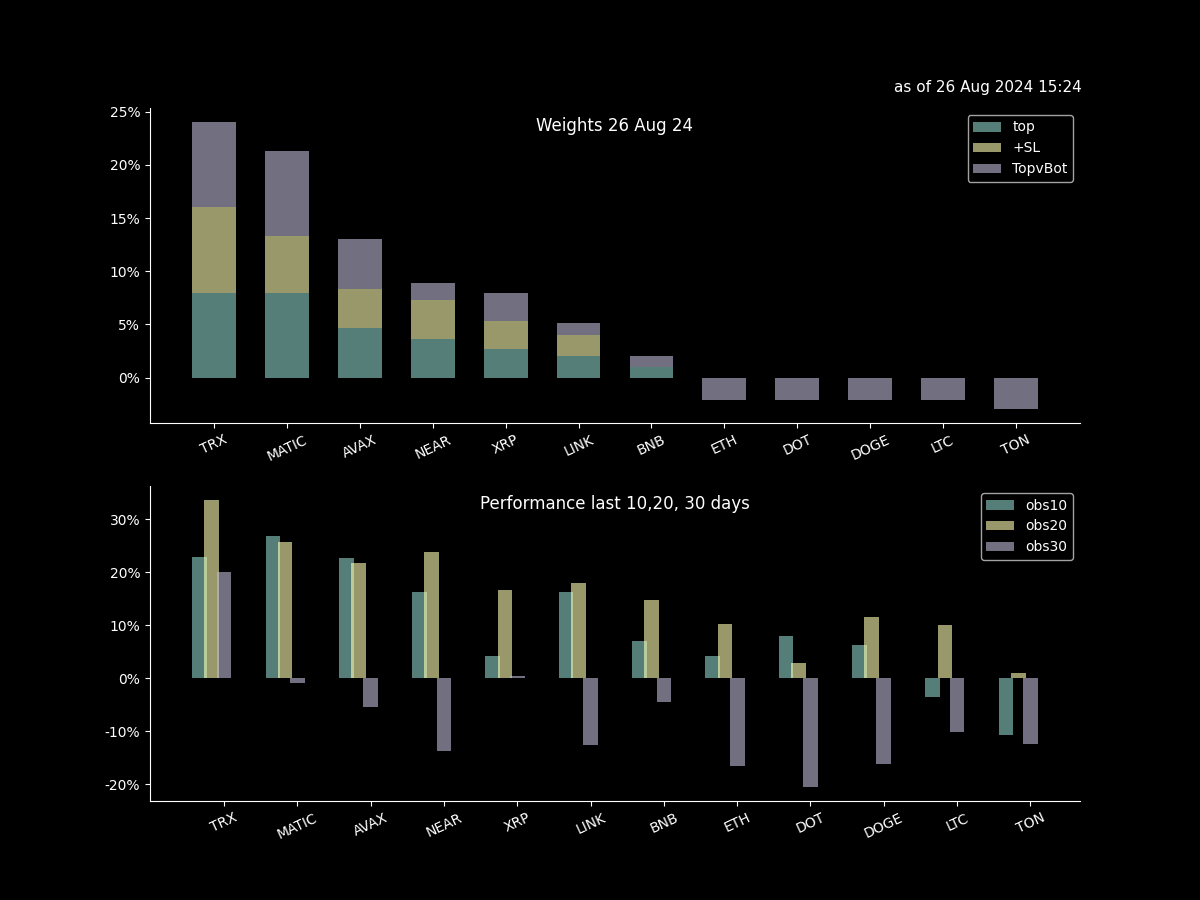 as of 26 Aug 2024 15:24
Weights 26 Aug 24
top
+SL
TopvBot
25%
20%
15%
10%
5%
0%
TRX MATIC AVAX NEAR XRP LINK BNB ETH DOT DOGE LTC TON
Performance last 10,20, 30 days
obs10
obs20
obs30
30%
20%
10%
0%
-10%
-20%
TRX MATIC AVAX NEAR XRP LINK BNB ETH DOT DOGE LTC TON